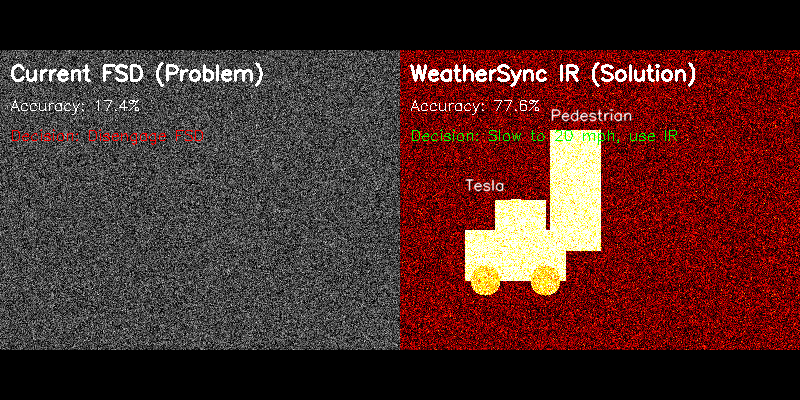 Current FSD (Problem)
Accuracy: 17.4%
Decision: Disengage FSD
WeatherSync IR (Solution)
Accuracy: 77.6%
Pedestrian
Decision: Slow to 20 mph, use IR
Tesla